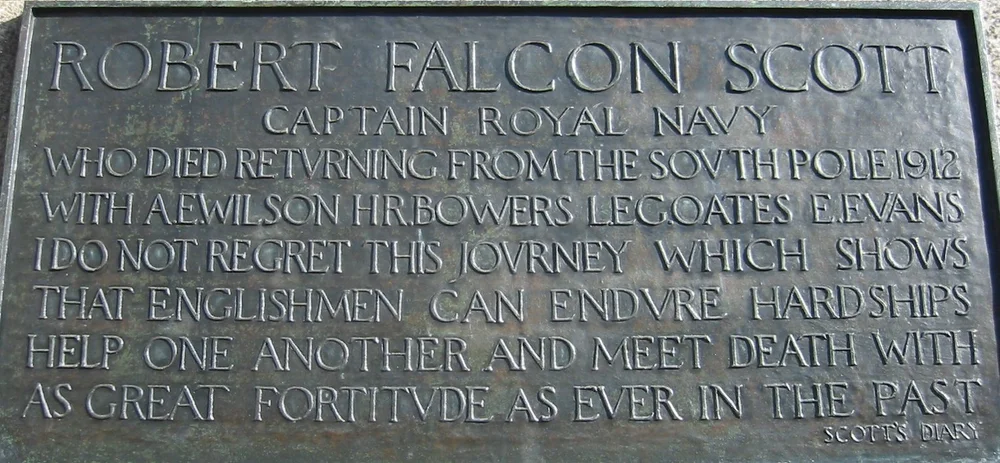 ROBERT FALCON SCOTT
CAPTAIN ROYAL NAVY
WHO DIED RETVRNING FROM THE SOVTH POLE 1912
WITH A.E.WILSON H.R.BOWERS L.E.G.OATES E.EVANS
I DO NOT REGRET THIS JOVRNEY WHICH SHOWS
THAT ENGLISHMEN CAN ENDVRE HARDSHIPS
HELP ONE ANOTHER AND MEET DEATH WITH
AS GREAT FORTITVDE AS EVER IN THE PAST
SCOTT'S DIARY